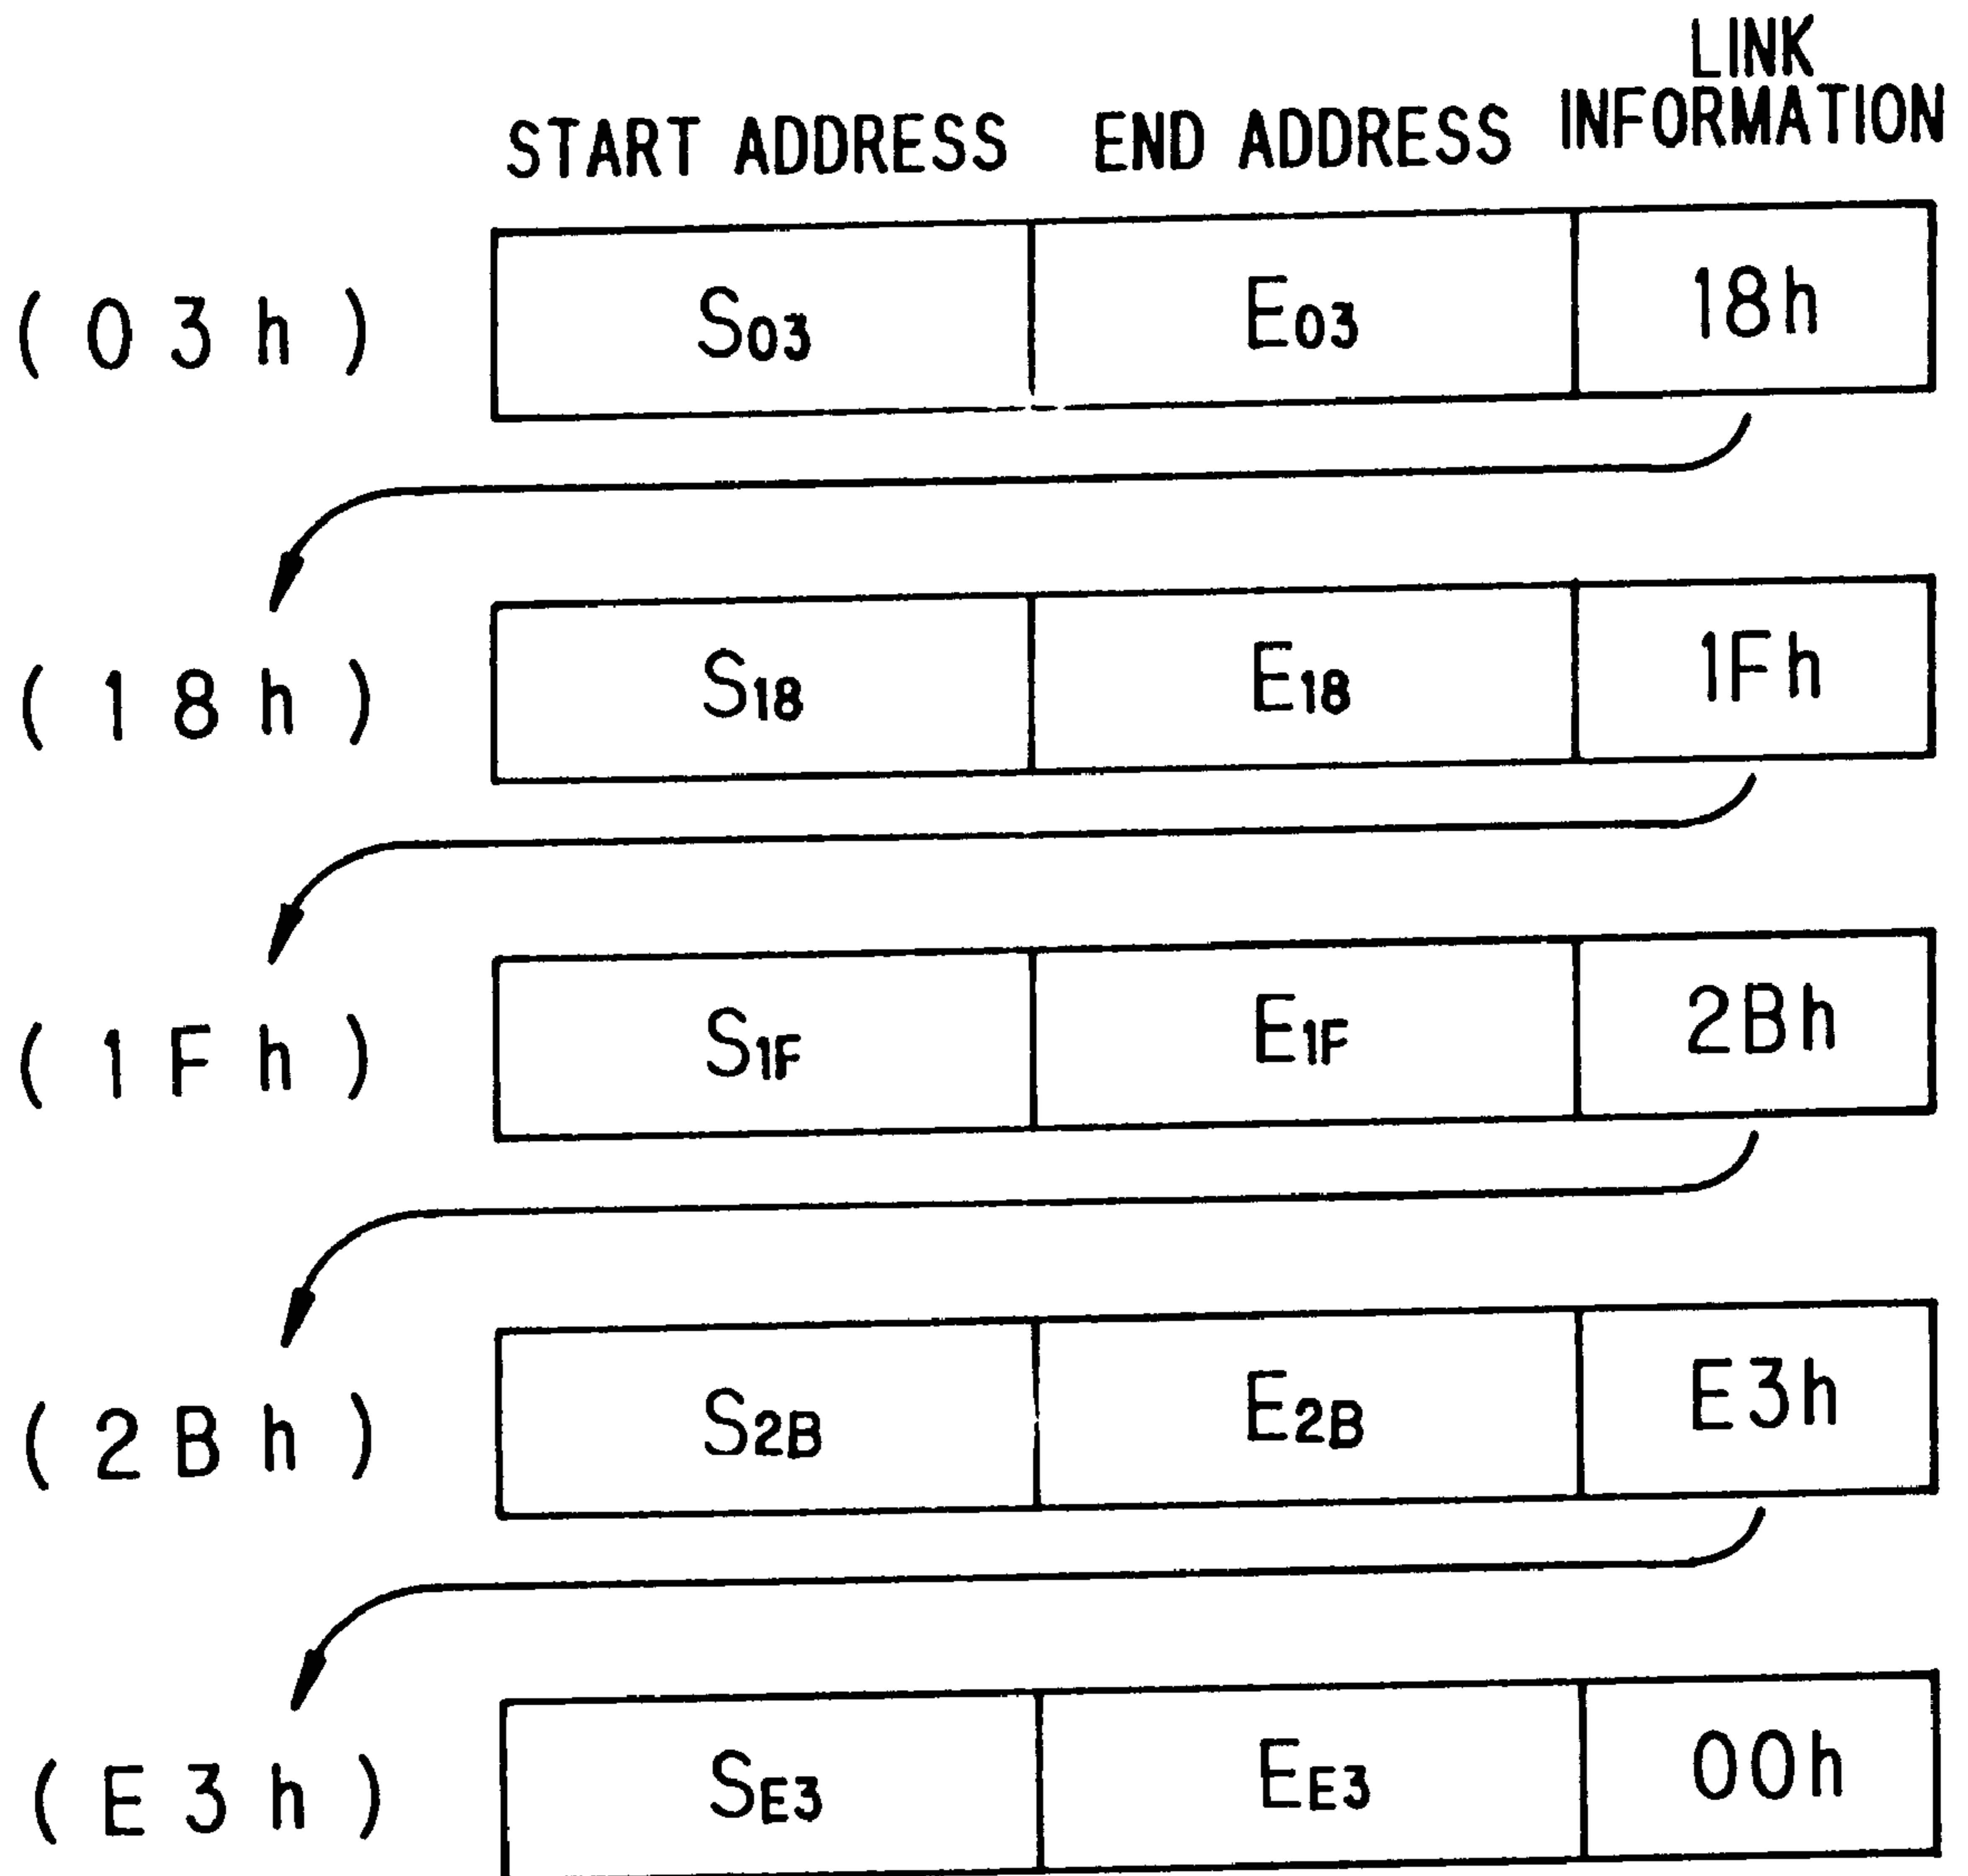 LINK
START ADDRESS END ADDRESS INFORMATION
( 0 3 h ) S03 E03 18h
( 1 8 h ) S18 E18 1Fh
( 1 F h ) S1F E1F 2Bh
( 2 B h ) S2B E2B E3h
( E 3 h ) SE3 EE3 00h